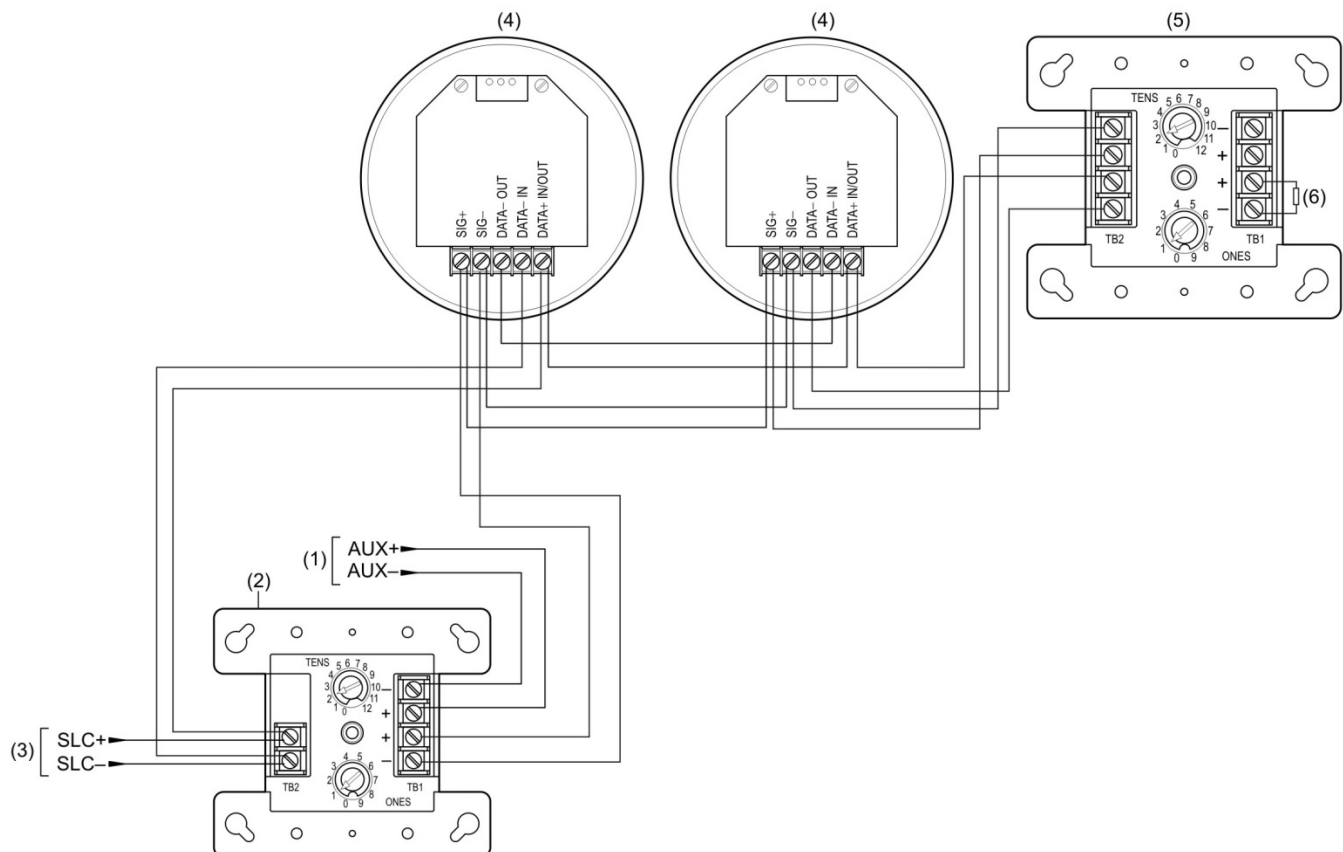 (4)
(4)
(5)
SIG+
SIG–
DATA– OUT
DATA– IN
DATA+ IN/OUT
SIG+
SIG–
DATA– OUT
DATA– IN
DATA+ IN/OUT
TENS
0 1 2 3 4 5 6 7 8 9 10 11 12
–
+
+
–
(6)
0 1 2 3 4 5 6 7 8 9
TB2
TB1
ONES
(1)
AUX+
AUX–
(2)
TENS
0 1 2 3 4 5 6 7 8 9 10 11 12
–
+
+
–
(3)
SLC+
SLC–
0 1 2 3 4 5 6 7 8 9
TB2
TB1
ONES